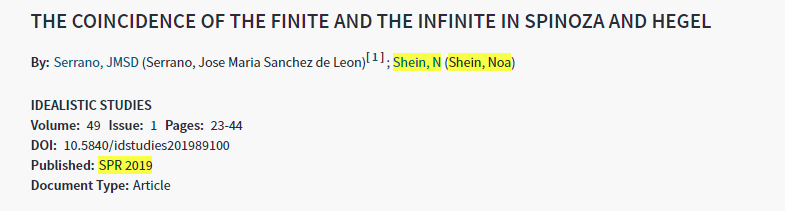 THE COINCIDENCE OF THE FINITE AND THE INFINITE IN SPINOZA AND HEGEL
By: Serrano, JMSD (Serrano, Jose Maria Sanchez de Leon)[1]; Shein, N (Shein, Noa)
IDEALISTIC STUDIES
Volume: 49 Issue: 1 Pages: 23-44
DOI: 10.5840/idstudies201989100
Published: SPR 2019
Document Type: Article